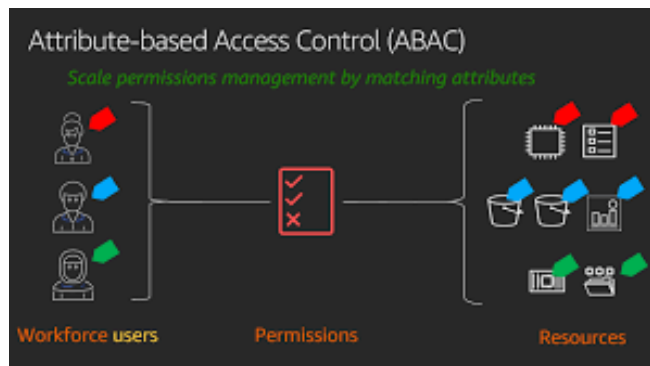 Attribute-based Access Control (ABAC)
Scale permissions management by matching attributes
Workforce users
Permissions
Resources